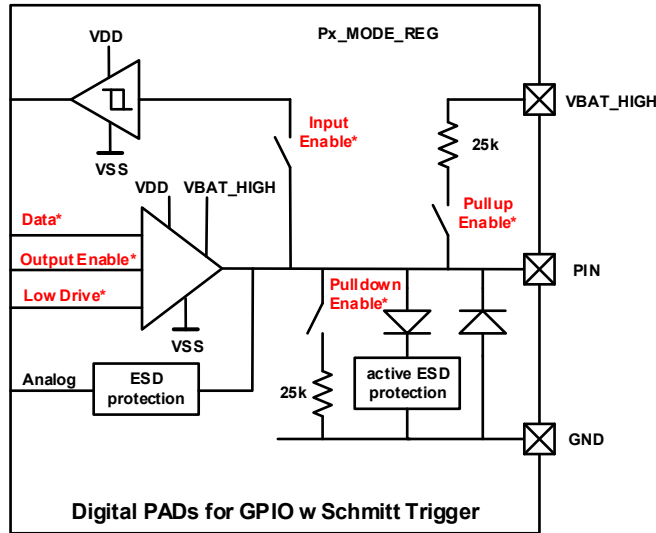 Px_MODE_REG
VDD
VBAT_HIGH
Input
Enable*
25k
VSS
VDD
VBAT_HIGH
Pullup
Enable*
Data*
Output Enable*
PIN
Pulldown
Enable*
Low Drive*
VSS
Analog
ESD
protection
active ESD
protection
25k
GND
Digital PADs for GPIO w Schmitt Trigger